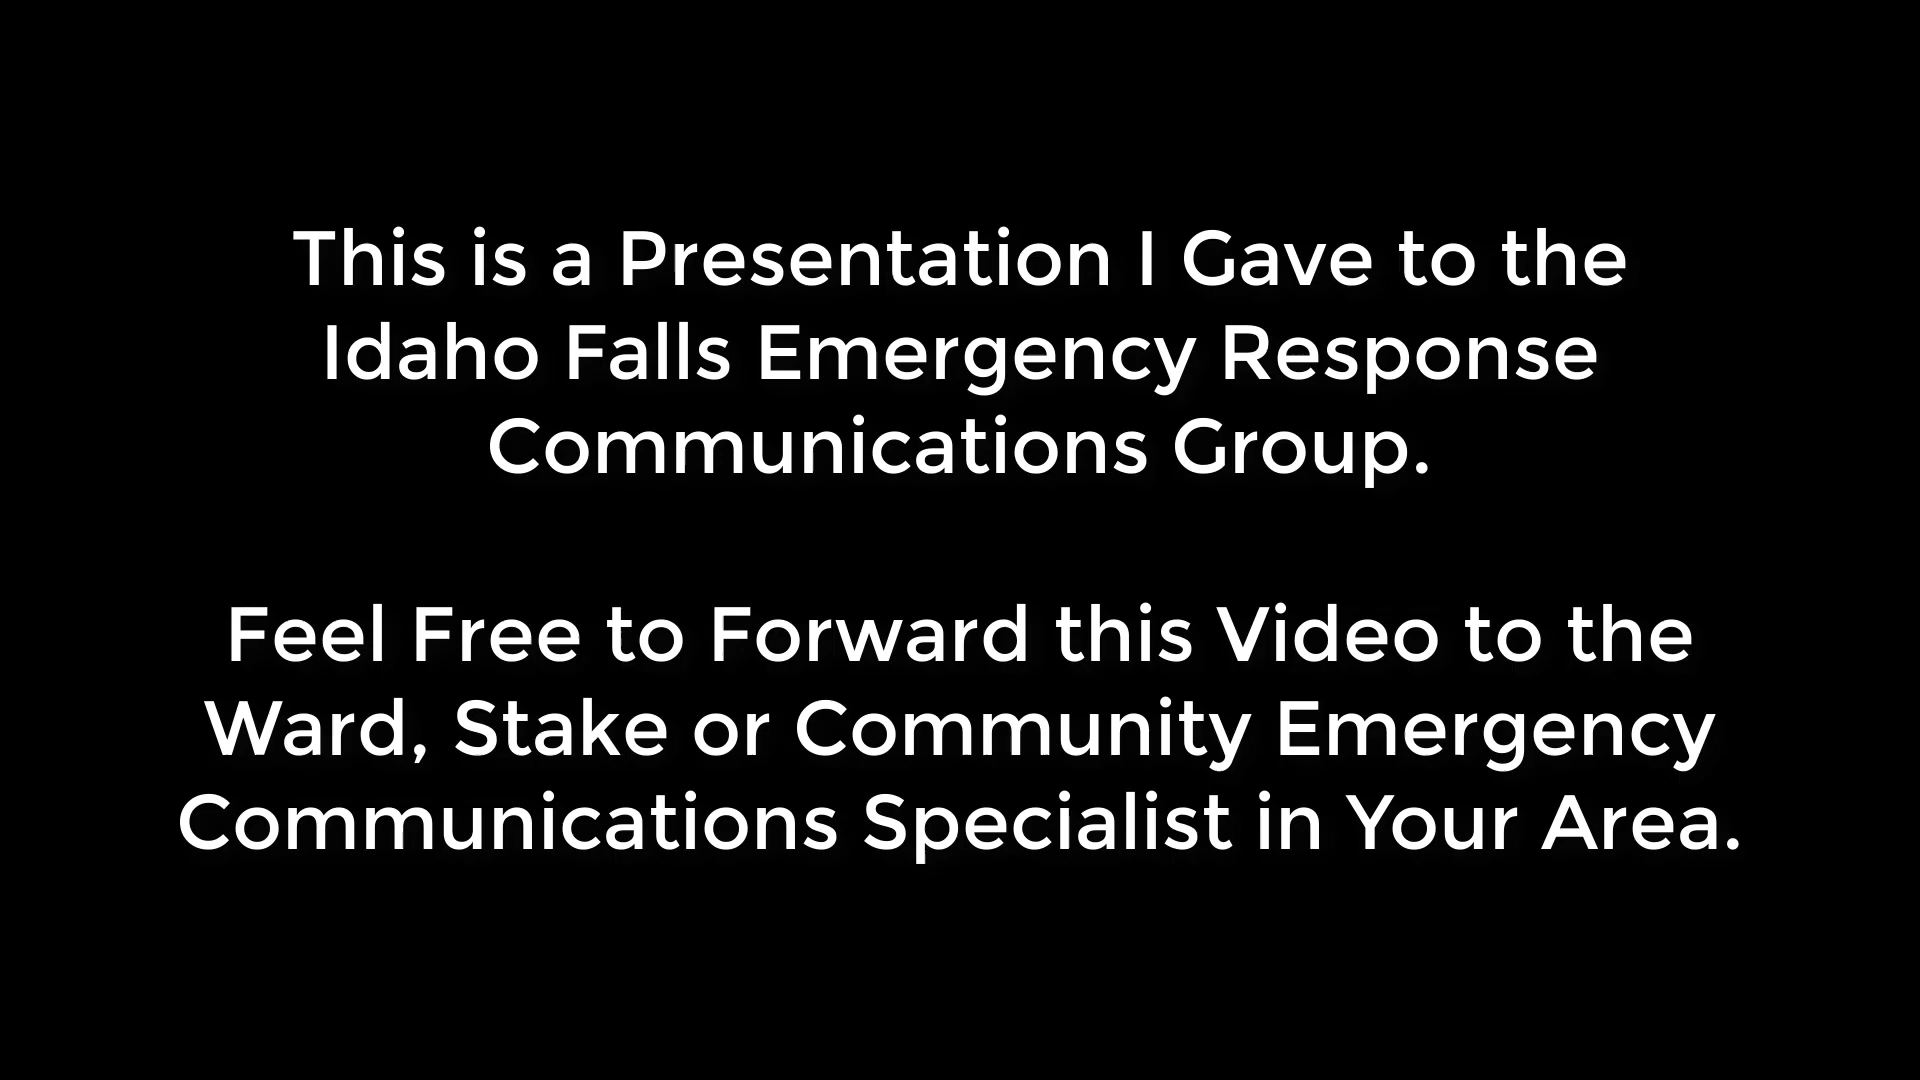 This is a Presentation I Gave to the
Idaho Falls Emergency Response
Communications Group.
Feel Free to Forward this Video to the
Ward, Stake or Community Emergency
Communications Specialist in Your Area.